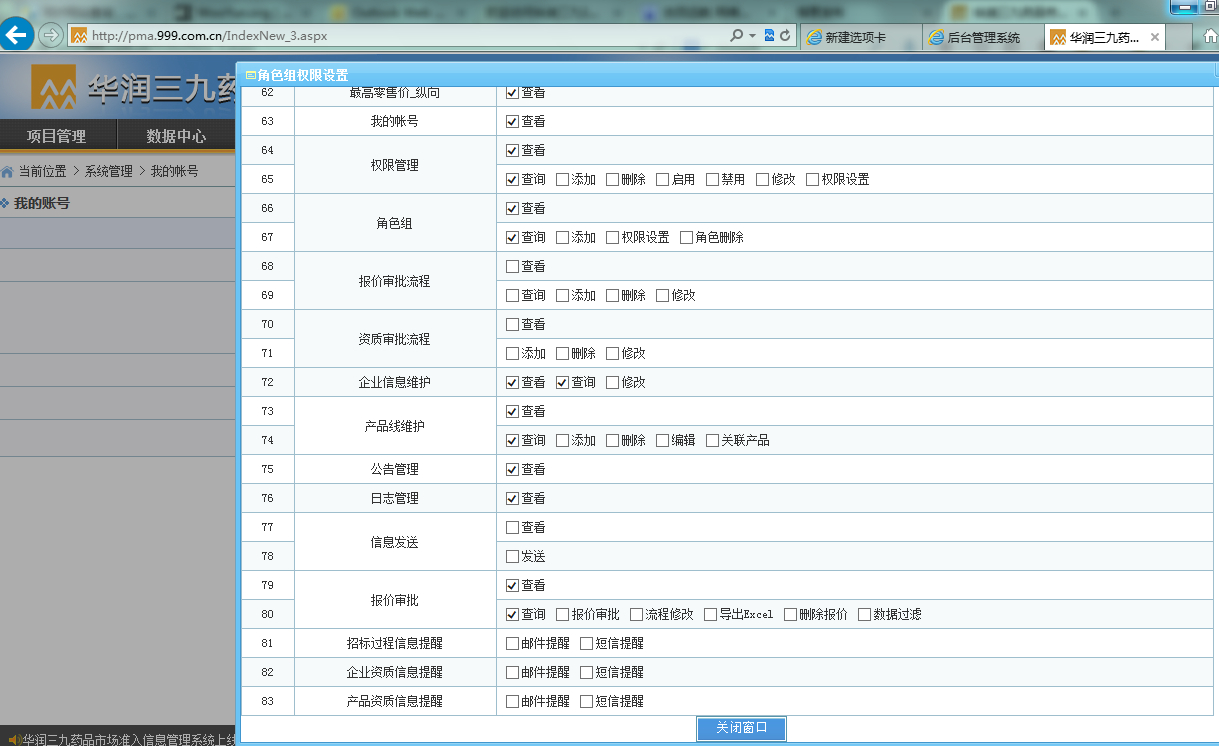 http://pma.999.com.cn/IndexNew_3.aspx
新建选项卡
后台管理系统
华润三九药...
华润三九药
项目管理
数据中心
当前位置 > 系统管理 > 我的帐号
我的账号
角色组权限设置
62 最高零售价_纵向 查看
63 我的帐号 查看
64 权限管理 查看
65 查询 添加 删除 启用 禁用 修改 权限设置
66 角色组 查看
67 查询 添加 权限设置 角色删除
68 报价审批流程 查看
69 查询 添加 删除 修改
70 资质审批流程 查看
71 添加 删除 修改
72 企业信息维护 查看 查询 修改
73 产品线维护 查看
74 查询 添加 删除 编辑 关联产品
75 公告管理 查看
76 日志管理 查看
77 信息发送 查看
78 发送
79 报价审批 查看
80 查询 报价审批 流程修改 导出Excel 删除报价 数据过滤
81 招标过程信息提醒 邮件提醒 短信提醒
82 企业资质信息提醒 邮件提醒 短信提醒
83 产品资质信息提醒 邮件提醒 短信提醒
关闭窗口
华润三九药品市场准入信息管理系统上线